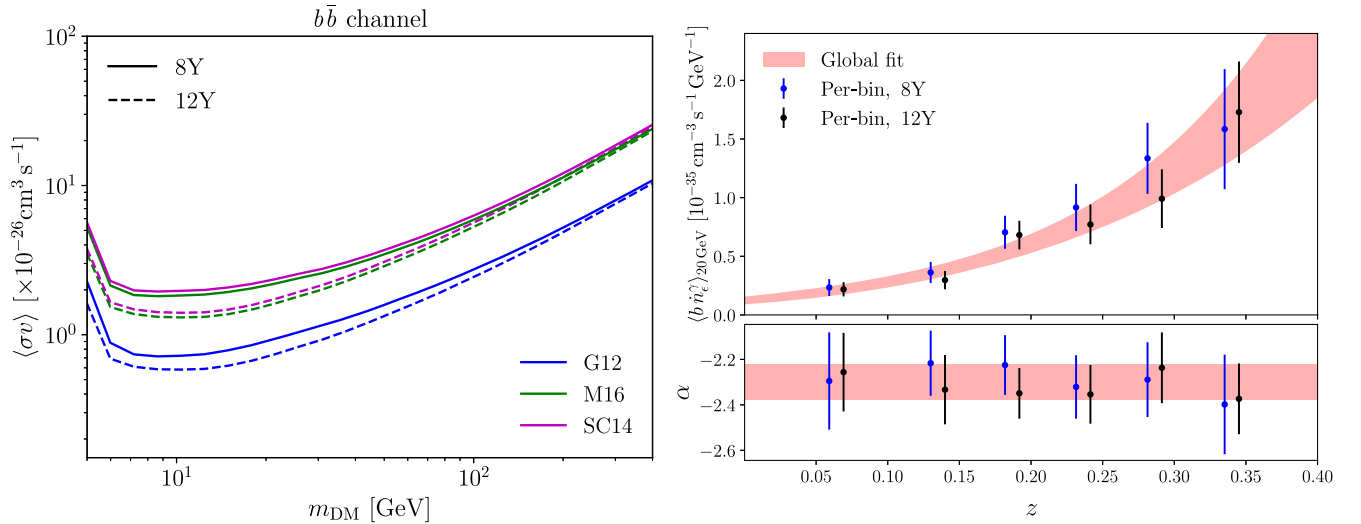 b b̄ channel
8Y
12Y
G12
M16
SC14
⟨σv⟩ [×10⁻²⁶cm³ s⁻¹]
10²
10¹
10⁰
10¹
10²
m_DM [GeV]
Global fit
Per-bin, 8Y
Per-bin, 12Y
⟨b ṅ_ϵ^γ⟩_20 GeV [10⁻³⁵ cm⁻³ s⁻¹ GeV⁻¹]
2.0
1.5
1.0
0.5
0.0
α
−2.2
−2.4
−2.6
0.05 0.10 0.15 0.20 0.25 0.30 0.35 0.40
z